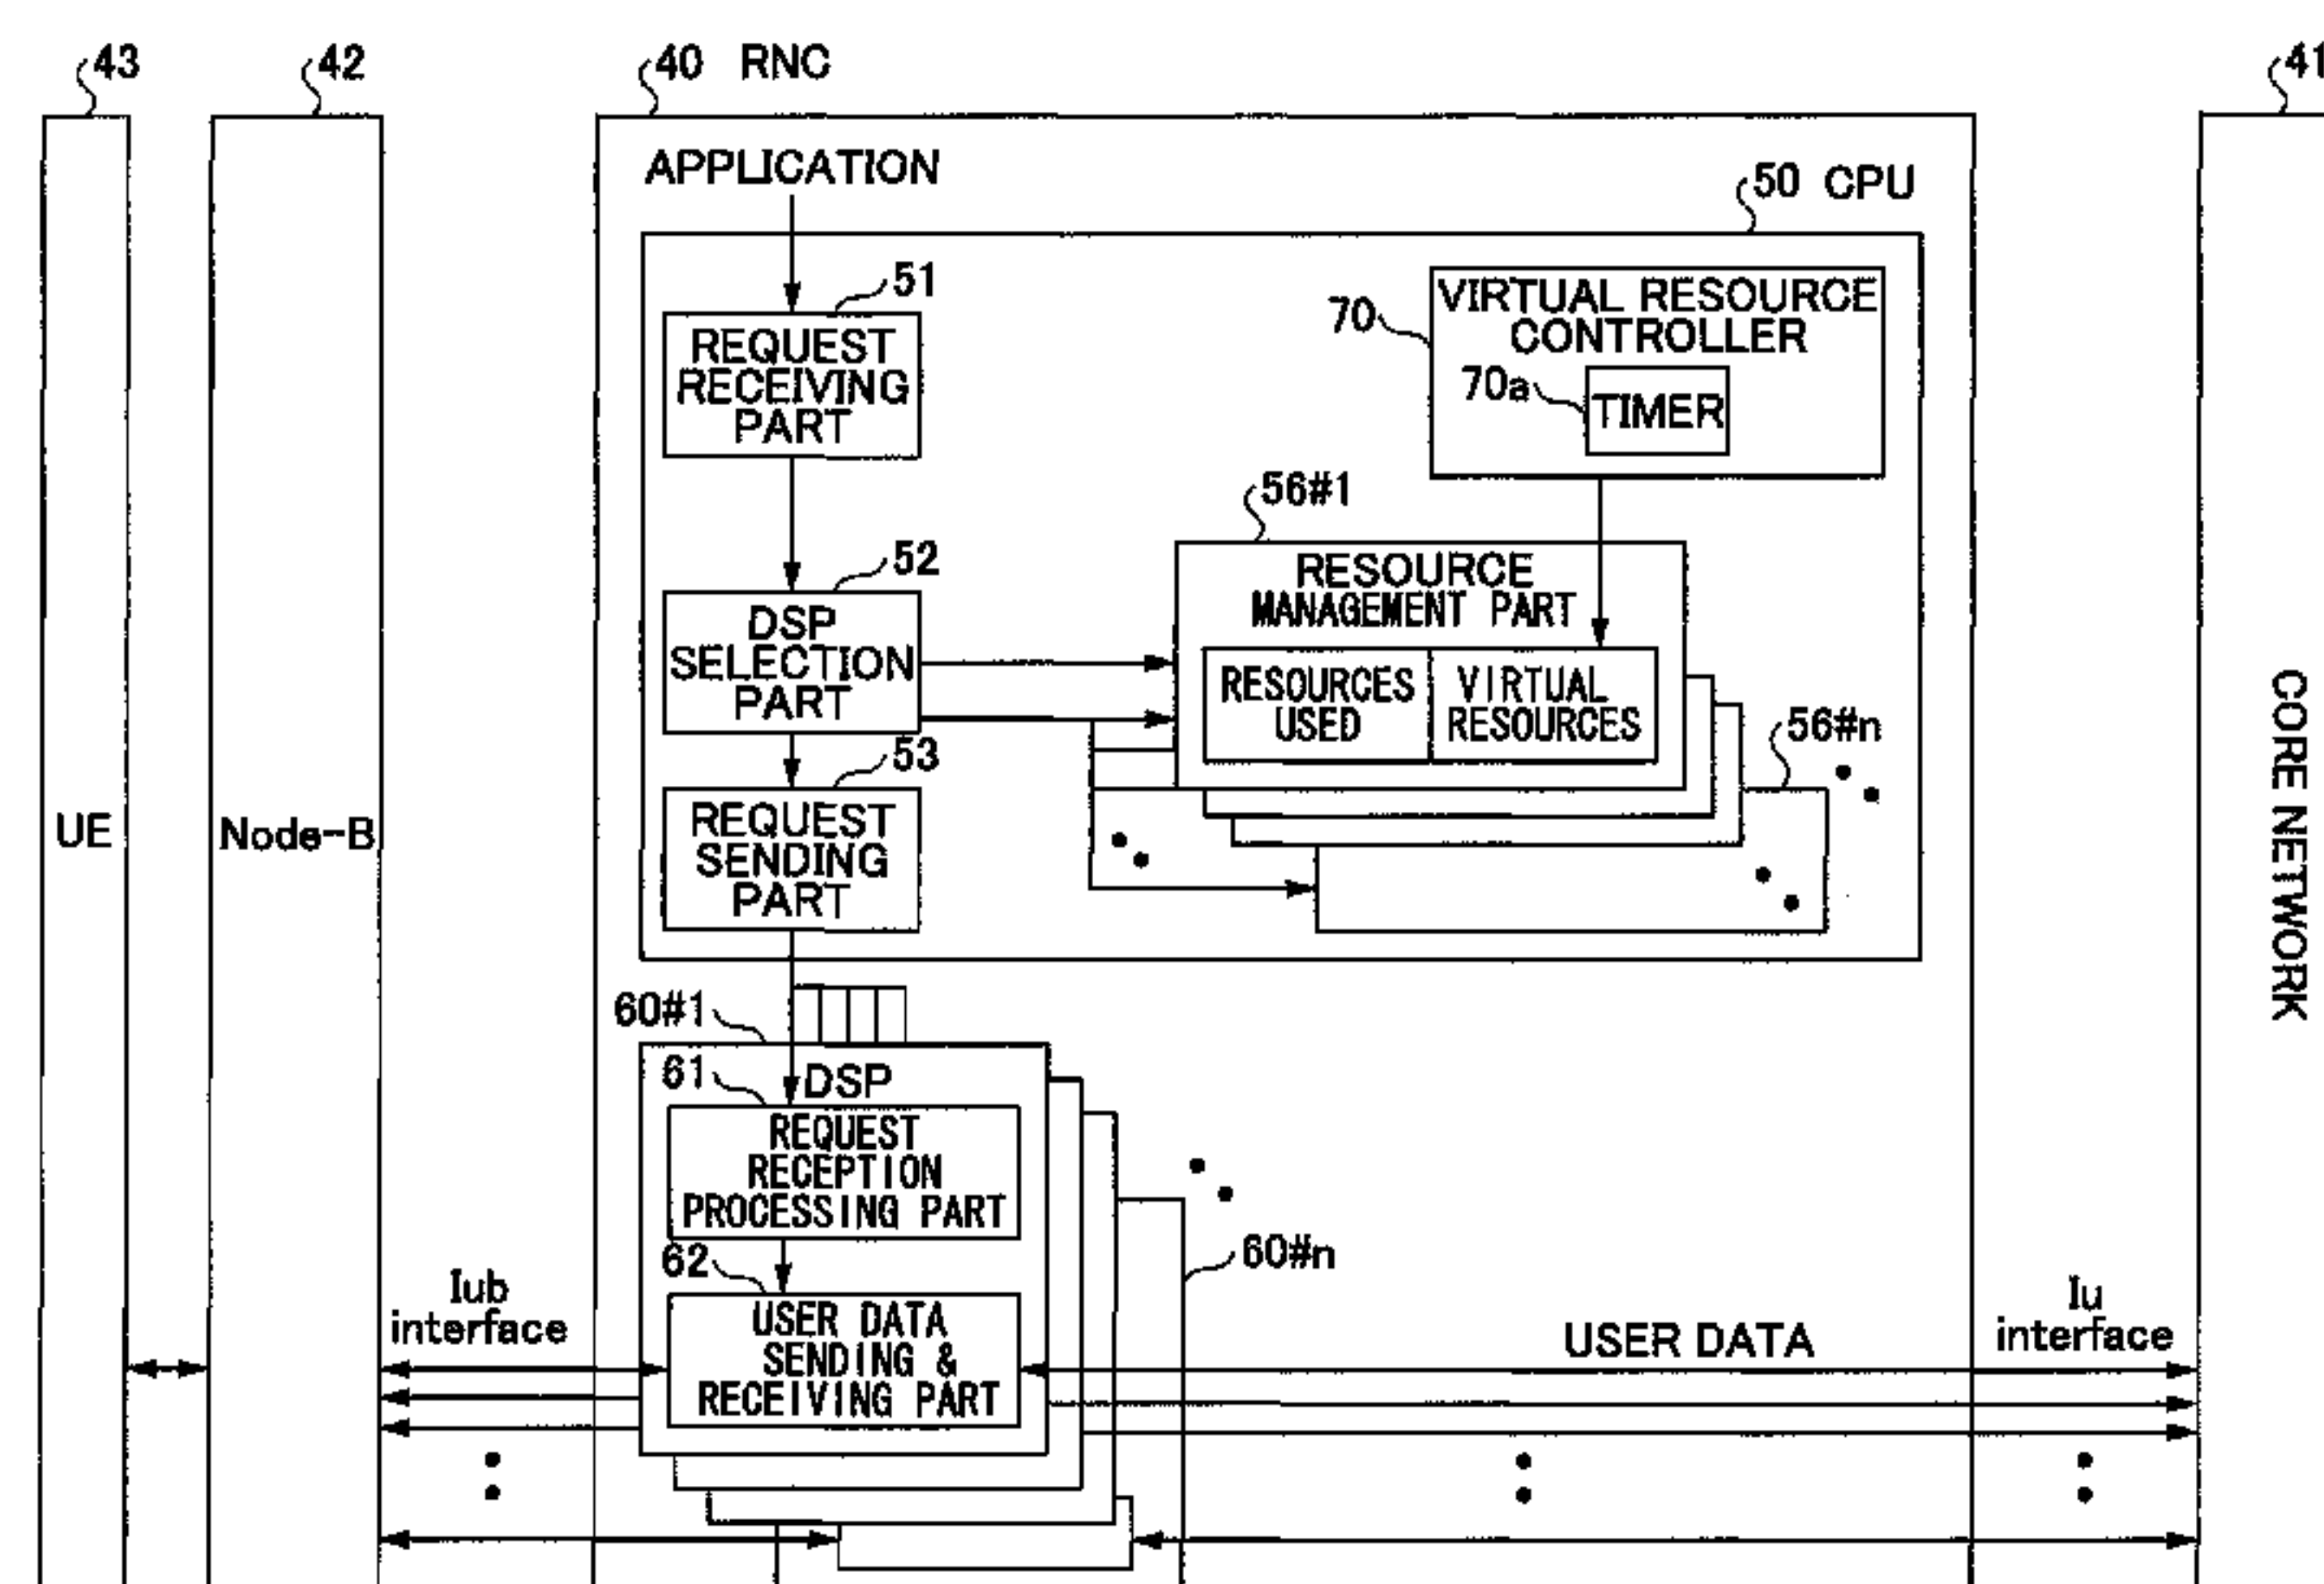 43
42
40 RNC
41
APPLICATION
50 CPU
51
REQUEST
RECEIVING
PART
70
VIRTUAL RESOURCE
CONTROLLER
70a
TIMER
56#1
52
DSP
SELECTION
PART
RESOURCE
MANAGEMENT PART
RESOURCES
USED
VIRTUAL
RESOURCES
56#n
53
REQUEST
SENDING
PART
UE
Node-B
CORE NETWORK
60#1
61
DSP
REQUEST
RECEPTION
PROCESSING PART
60#n
62
USER DATA
SENDING &
RECEIVING PART
Iub
interface
USER DATA
Iu
interface